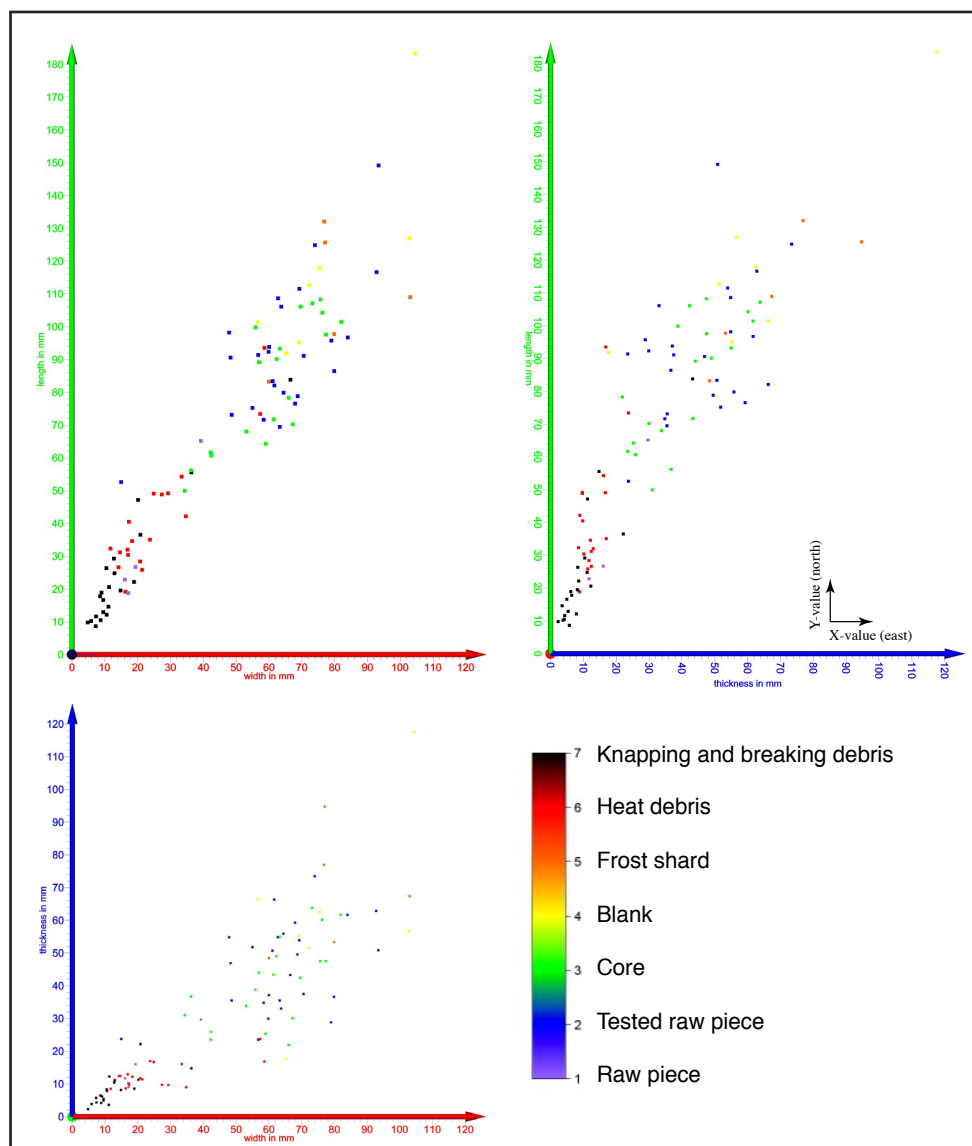 180
170
160
150
140
130
120
110
100
90
80
70
60
50
40
30
20
10
0
length in mm
0 10 20 30 40 50 60 70 80 90 100 110 120
width in mm
180
170
160
150
140
130
120
110
100
90
80
70
60
50
40
30
20
10
0
length in mm
0 10 20 30 40 50 60 70 80 90 100 110 120
thickness in mm
Y-value (north)
X-value (east)
120
110
100
90
80
70
60
50
40
30
20
10
0
thickness in mm
0 10 20 30 40 50 60 70 80 90 100 110 120
width in mm
7 Knapping and breaking debris
6 Heat debris
5 Frost shard
4 Blank
3 Core
2 Tested raw piece
1 Raw piece